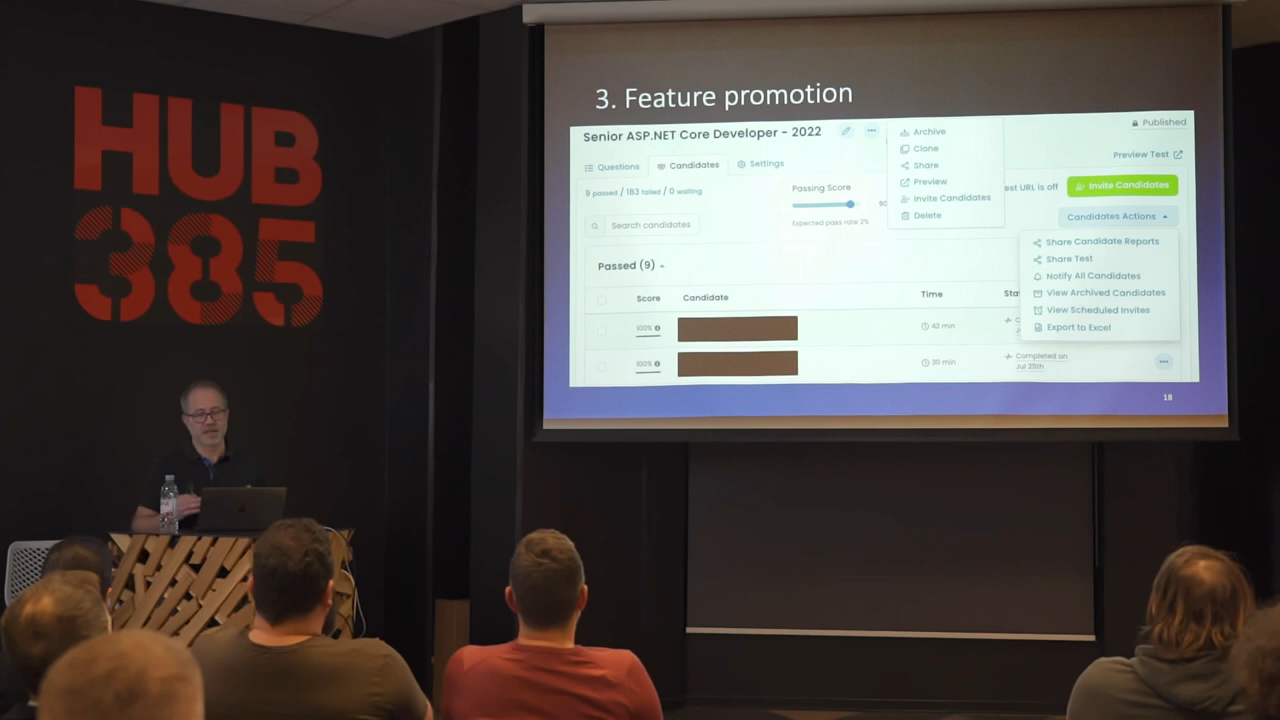 HUB
385
3. Feature promotion
Senior ASP.NET Core Developer - 2022
Published
Questions
Candidates
Settings
Preview Test
9 passed / 183 failed / 0 waiting
Passing Score
90
Expected pass rate 2%
Archive
Clone
Share
Preview
Invite Candidates
Delete
est URL is off
Invite Candidates
Search candidates
Candidates Actions
Share Candidate Reports
Share Test
Notify All Candidates
View Archived Candidates
View Scheduled Invites
Export to Excel
Passed (9)
Score Candidate Time Sta
100% 42 min C
100% 30 min Completed on
Jul 25th
18